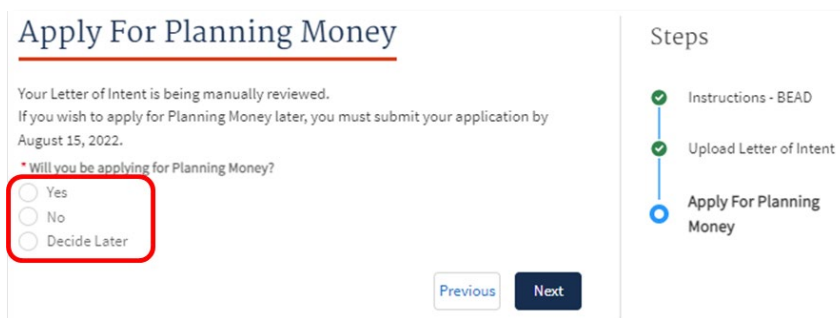 Apply For Planning Money
Your Letter of Intent is being manually reviewed.
If you wish to apply for Planning Money later, you must submit your application by
August 15, 2022.
* Will you be applying for Planning Money?
Yes
No
Decide Later
Previous
Next
Steps
Instructions - BEAD
Upload Letter of Intent
Apply For Planning
Money